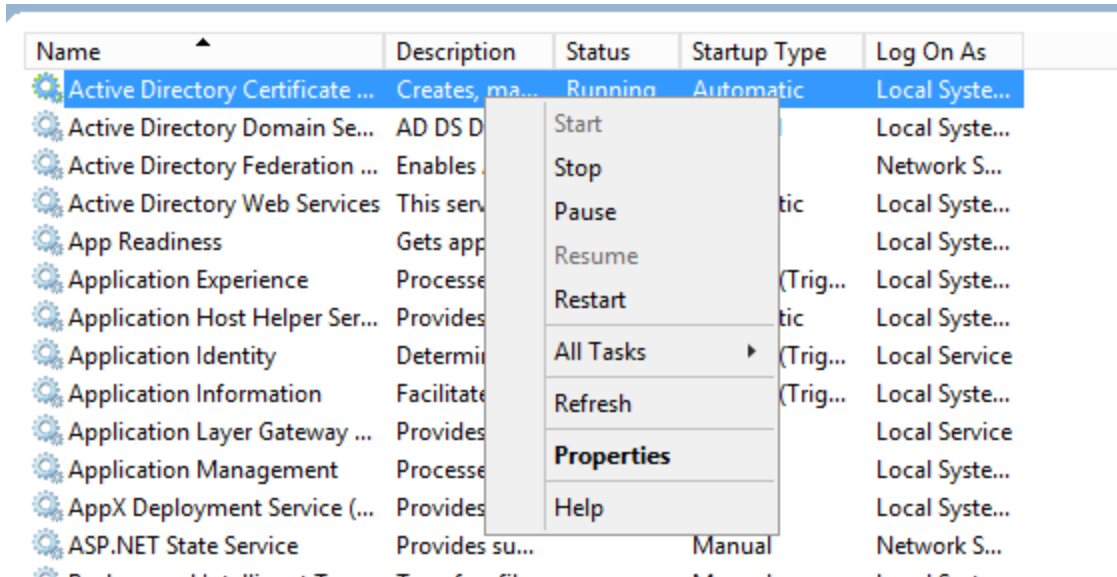 Name Description Status Startup Type Log On As
Active Directory Certificate ... Creates, ma... Running Automatic Local Syste...
Active Directory Domain Se... AD DS D Local Syste...
Active Directory Federation ... Enables Network S...
Active Directory Web Services This serv tic Local Syste...
App Readiness Gets app Local Syste...
Application Experience Processe (Trig... Local Syste...
Application Host Helper Ser... Provides tic Local Syste...
Application Identity Determi (Trig... Local Service
Application Information Facilitate (Trig... Local Syste...
Application Layer Gateway ... Provides Local Service
Application Management Processe Local Syste...
AppX Deployment Service (... Provides Local Syste...
ASP.NET State Service Provides su... Manual Network S...
Start
Stop
Pause
Resume
Restart
All Tasks
Refresh
Properties
Help